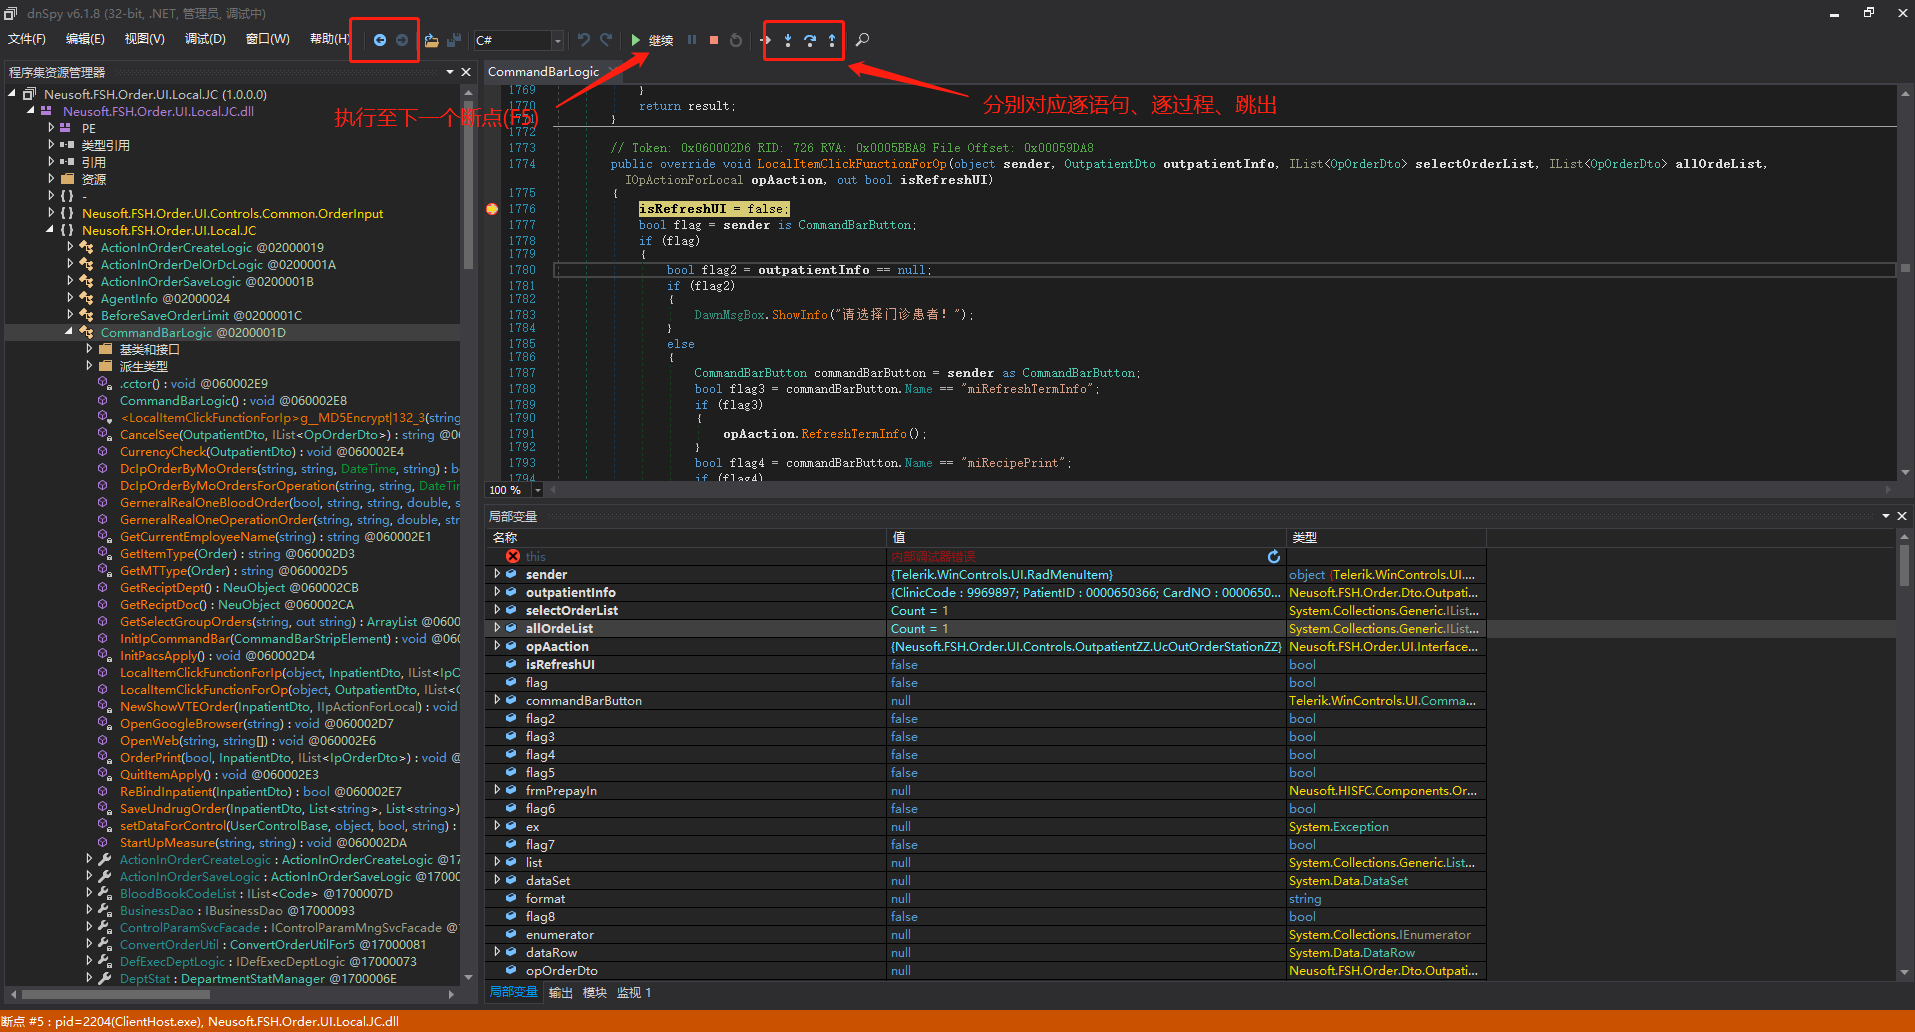 dnSpy v6.1.8 (32-bit, .NET, 管理员, 调试中)
文件(F) 编辑(E) 视图(V) 调试(D) 窗口(W) 帮助(H) C# 继续
程序集资源管理器
CommandBarLogic
执行至下一个断点(F5)
分别对应逐语句、逐过程、跳出
Neusoft.FSH.Order.UI.Local.JC (1.0.0.0)
Neusoft.FSH.Order.UI.Local.JC.dll
PE
类型引用
引用
资源
{ } -
{ } Neusoft.FSH.Order.UI.Controls.Common.OrderInput
{ } Neusoft.FSH.Order.UI.Local.JC
ActionInOrderCreateLogic @02000019
ActionInOrderDelOrDcLogic @0200001A
ActionInOrderSaveLogic @0200001B
AgentInfo @02000024
BeforeSaveOrderLimit @0200001C
CommandBarLogic @0200001D
基类和接口
派生类型
.cctor() : void @060002E9
CommandBarLogic() : void @060002E8
<LocalItemClickFunctionForIp>g__MD5Encrypt|132_3(string
CancelSee(OutpatientDto, IList<OpOrderDto>) : string @06
CurrencyCheck(OutpatientDto) : void @060002E4
DcIpOrderByMoOrders(string, string, DateTime, string) : b
DcIpOrderByMoOrdersForOperation(string, string, DateTi
GerneralRealOneBloodOrder(bool, string, string, double, s
GerneralRealOneOperationOrder(string, string, double, st
GetCurrentEmployeeName(string) : string @060002E1
GetItemType(Order) : string @060002D3
GetMTType(Order) : string @060002D5
GetReciptDept() : NeuObject @060002CB
GetReciptDoc() : NeuObject @060002CA
GetSelectGroupOrders(string, out string) : ArrayList @0600
InitIpCommandBar(CommandBarStripElement) : void @060
InitPacsApply() : void @060002D4
LocalItemClickFunctionForIp(object, InpatientDto, IList<IpO
LocalItemClickFunctionForOp(object, OutpatientDto, IList<O
NewShowVTEOrder(InpatientDto, IIpActionForLocal) : void
OpenGoogleBrowser(string) : void @060002D7
OpenWeb(string, string[]) : void @060002E6
OrderPrint(bool, InpatientDto, IList<IpOrderDto>) : void @
QuitItemApply() : void @060002E3
ReBindInpatient(InpatientDto) : bool @060002E7
SaveUndrugOrder(InpatientDto, List<string>, List<string>)
setDataForControl(UserControlBase, object, bool, string) :
StartUpMeasure(string, string) : void @060002DA
ActionInOrderCreateLogic : ActionInOrderCreateLogic @17
ActionInOrderSaveLogic : ActionInOrderSaveLogic @17000
BloodBookCodeList : IList<Code> @1700007D
BusinessDao : IBusinessDao @17000093
ControlParamSvcFacade : IControlParamMngSvcFacade @
ConvertOrderUtil : ConvertOrderUtilFor5 @17000081
DefExecDeptLogic : IDefExecDeptLogic @17000073
DeptStat : DepartmentStatManager @1700006E
1769 }
1770 return result;
1771 }
1772
1773 // Token: 0x060002D6 RID: 726 RVA: 0x0005BBA8 File Offset: 0x00059DA8
1774 public override void LocalItemClickFunctionForOp(object sender, OutpatientDto outpatientInfo, IList<OpOrderDto> selectOrderList, IList<OpOrderDto> allOrdeList,
IOpActionForLocal opAaction, out bool isRefreshUI)
1775 {
1776 isRefreshUI = false;
1777 bool flag = sender is CommandBarButton;
1778 if (flag)
1779 {
1780 bool flag2 = outpatientInfo == null;
1781 if (flag2)
1782 {
1783 DawnMsgBox.ShowInfo("请选择门诊患者! ");
1784 }
1785 else
1786 {
1787 CommandBarButton commandBarButton = sender as CommandBarButton;
1788 bool flag3 = commandBarButton.Name == "miRefreshTermInfo";
1789 if (flag3)
1790 {
1791 opAaction.RefreshTermInfo();
1792 }
1793 bool flag4 = commandBarButton.Name == "miRecipePrint";
1794 if (flag4)
100 %
局部变量
名称 值 类型
this 内部调试器错误
sender {Telerik.WinControls.UI.RadMenuItem} object {Telerik.WinControls.UI....
outpatientInfo {ClinicCode : 9969897; PatientID : 0000650366; CardNO : 0000650... Neusoft.FSH.Order.Dto.Outpati...
selectOrderList Count = 1 System.Collections.Generic.IList...
allOrdeList Count = 1 System.Collections.Generic.IList...
opAaction {Neusoft.FSH.Order.UI.Controls.OutpatientZZ.UcOutOrderStationZZ} Neusoft.FSH.Order.UI.Interface...
isRefreshUI false bool
flag false bool
commandBarButton null Telerik.WinControls.UI.Comma...
flag2 false bool
flag3 false bool
flag4 false bool
flag5 false bool
frmPrepayIn null Neusoft.HISFC.Components.Or...
flag6 false bool
ex null System.Exception
flag7 false bool
list null System.Collections.Generic.List...
dataSet null System.Data.DataSet
format null string
flag8 false bool
enumerator null System.Collections.IEnumerator
dataRow null System.Data.DataRow
opOrderDto null Neusoft.FSH.Order.Dto.Outpati...
局部变量 输出 模块 监视 1
断点 #5 : pid=2204(ClientHost.exe), Neusoft.FSH.Order.UI.Local.JC.dll